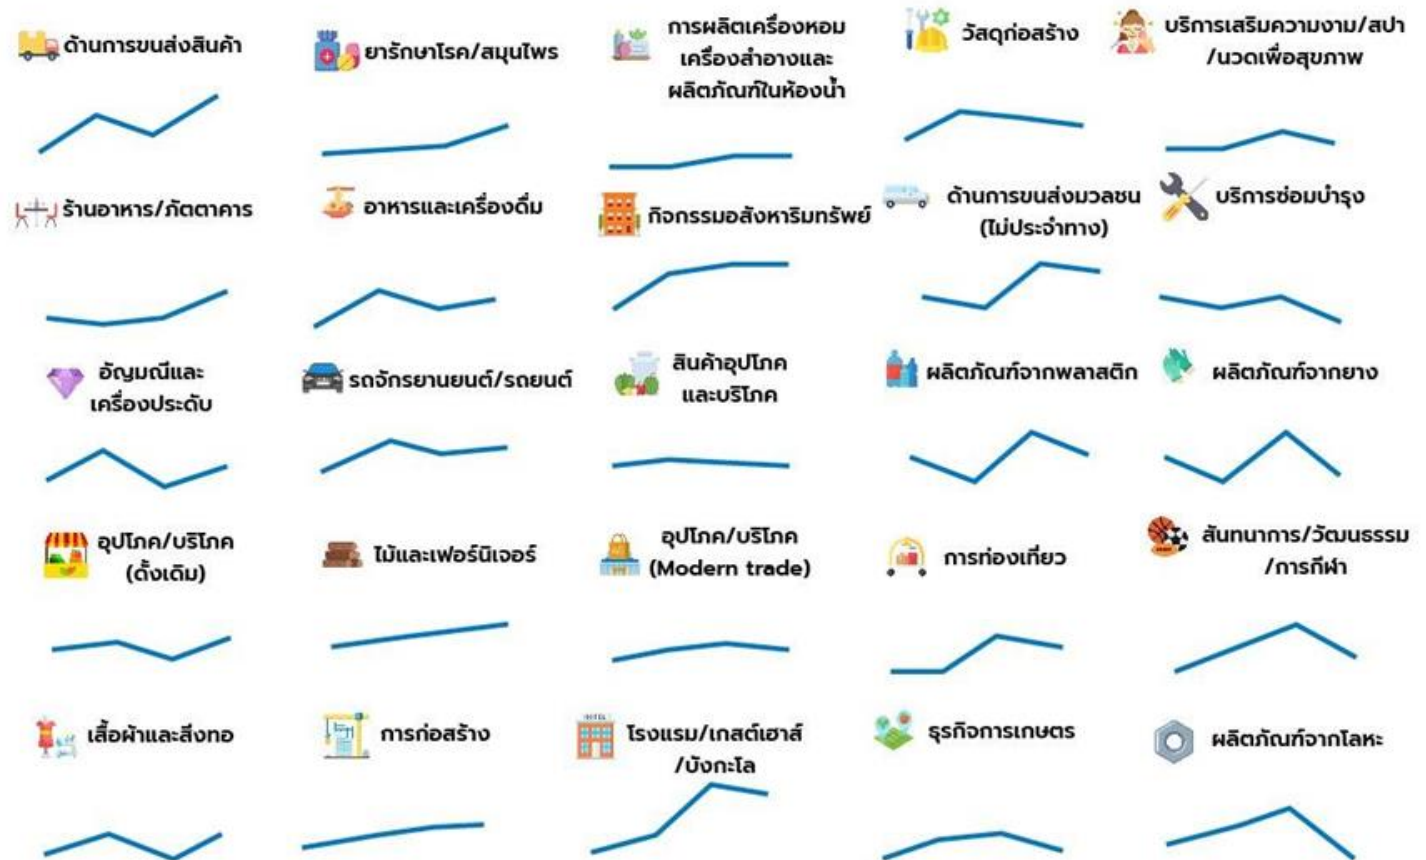 ด้านการขนส่งสินค้า
ยารักษาโรค/สมุนไพร
การผลิตเครื่องหอม
เครื่องสำอางและ
ผลิตภัณฑ์ในห้องน้ำ
วัสดุก่อสร้าง
บริการเสริมความงาม/สปา
/นวดเพื่อสุขภาพ
ร้านอาหาร/ภัตตาคาร
อาหารและเครื่องดื่ม
กิจกรรมอสังหาริมทรัพย์
ด้านการขนส่งมวลชน
(ไม่ประจำทาง)
บริการซ่อมบำรุง
อัญมณีและ
เครื่องประดับ
รถจักรยานยนต์/รถยนต์
สินค้าอุปโภค
และบริโภค
ผลิตภัณฑ์จากพลาสติก
ผลิตภัณฑ์จากยาง
อุปโภค/บริโภค
(ดั้งเดิม)
ไม้และเฟอร์นิเจอร์
อุปโภค/บริโภค
(Modern trade)
การท่องเที่ยว
สันทนาการ/วัฒนธรรม
/การกีฬา
เสื้อผ้าและสิ่งทอ
การก่อสร้าง
HOTEL
โรงแรม/เกสต์เฮาส์
/บังกะโล
ธุรกิจการเกษตร
ผลิตภัณฑ์จากโลหะ